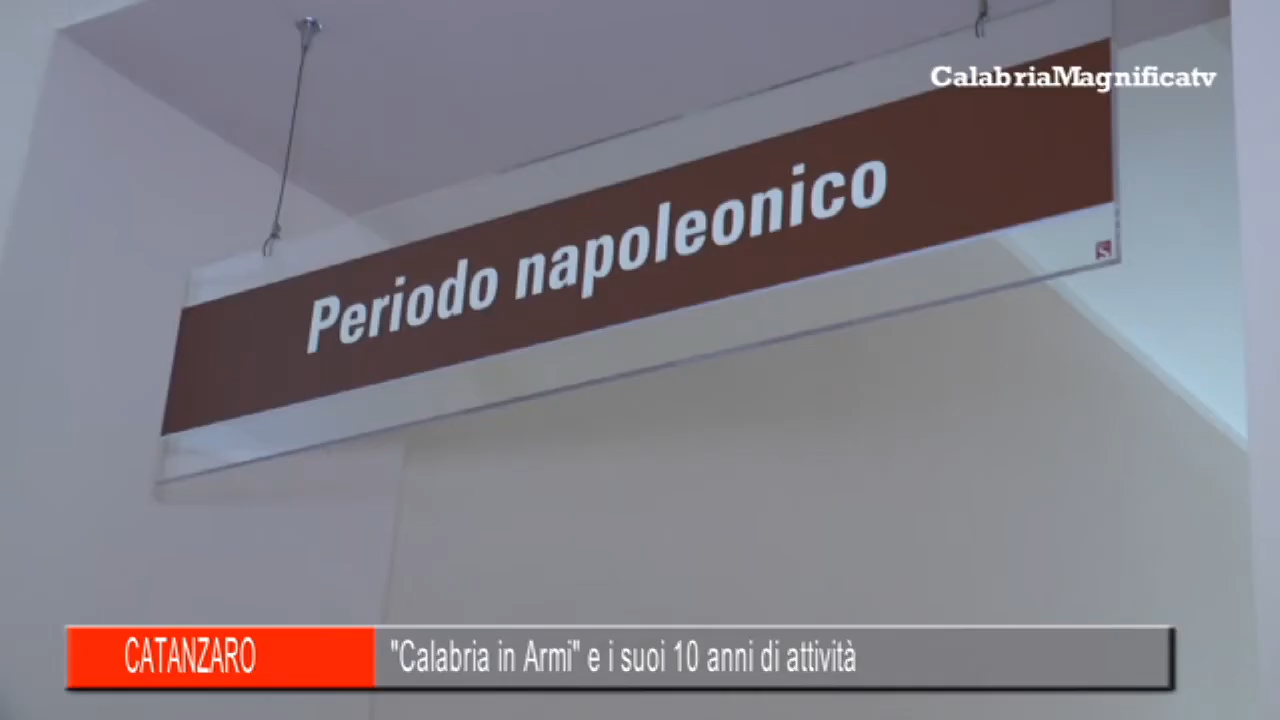 CalabriaMagnificatv
Periodo napoleonico
S
CATANZARO
"Calabria in Armi" e i suoi 10 anni di attività